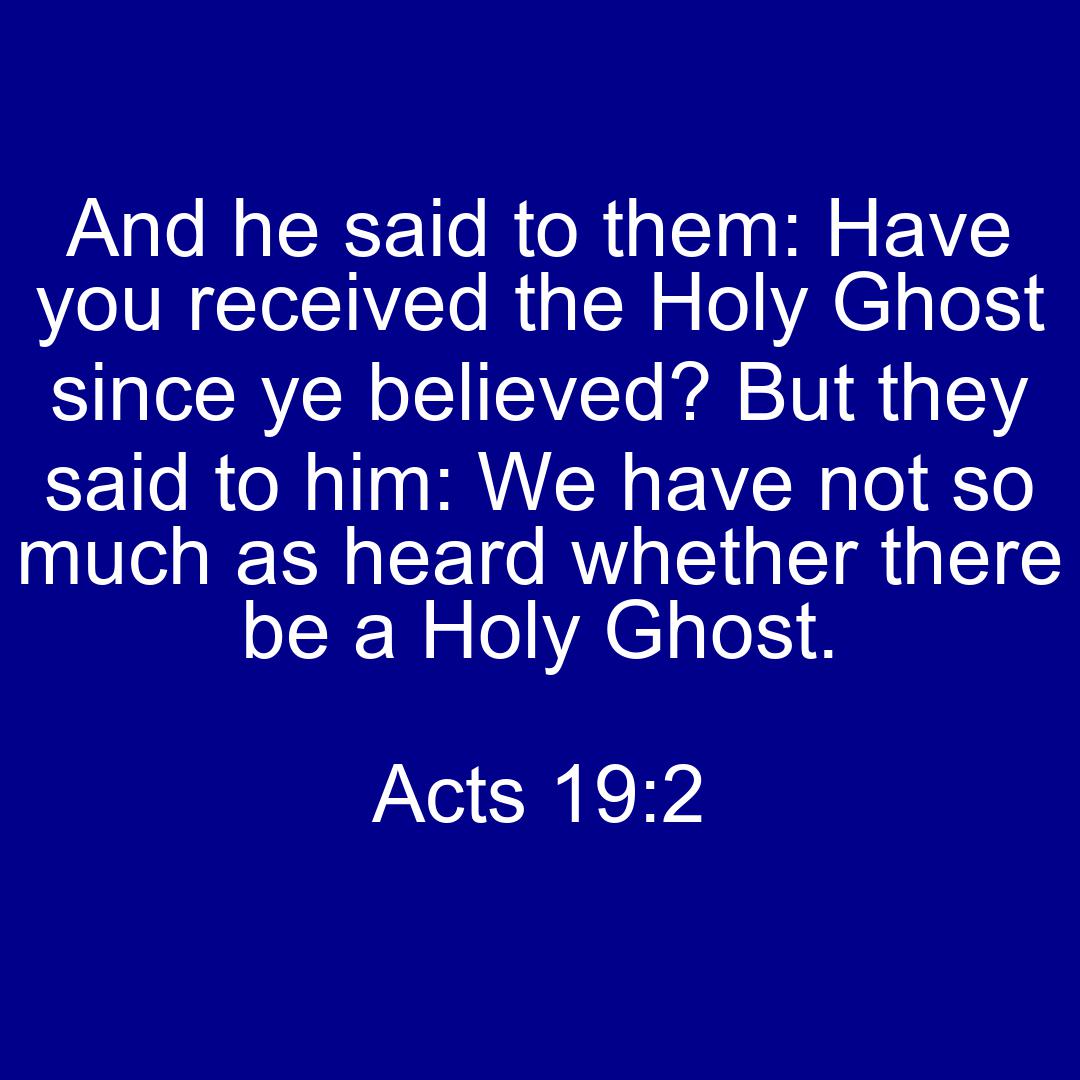 And he said to them: Have
you received the Holy Ghost
since ye believed? But they
said to him: We have not so
much as heard whether there
be a Holy Ghost.
Acts 19:2